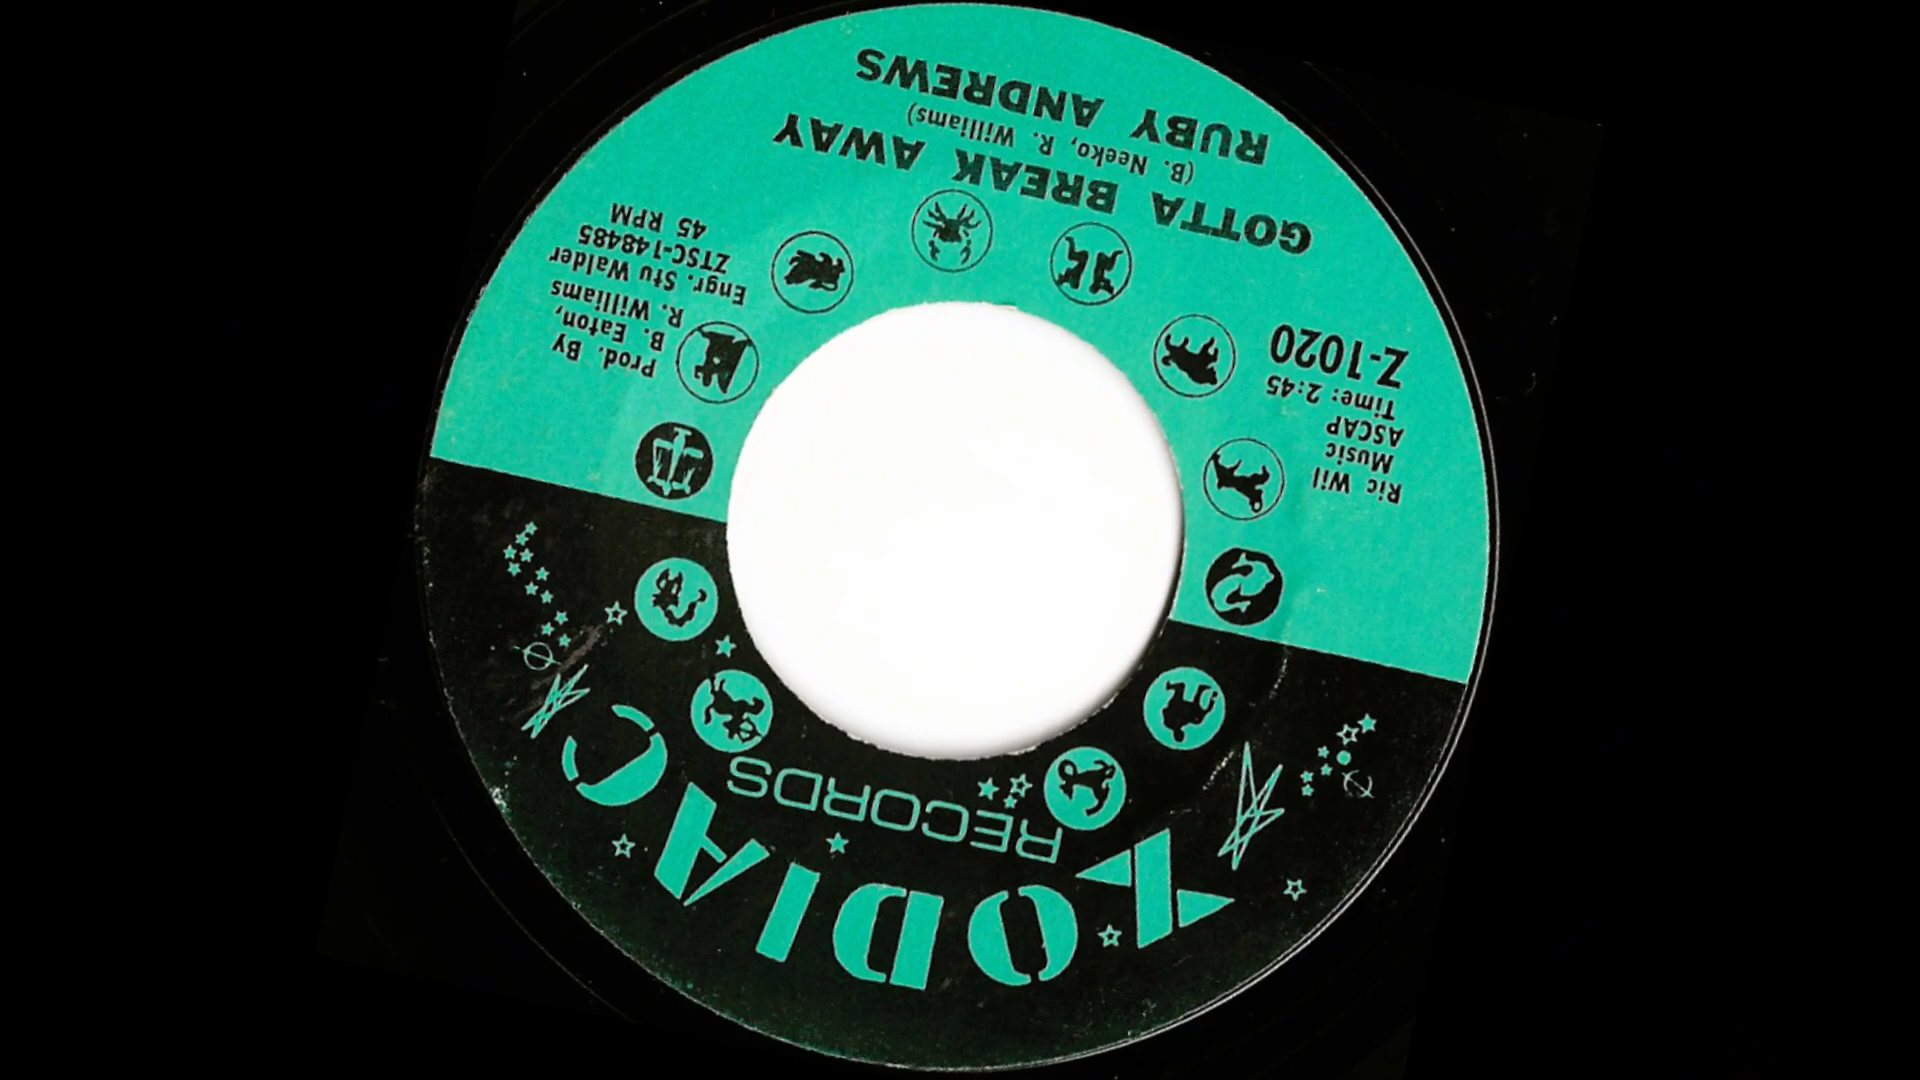 ZODIAC
RECORDS
Ric Wil
Music
ASCAP
Time: 2:45
Z-1020
Prod. By
B. Eaton,
R. Williams
Engr. Stu Walder
ZTSC-148485
45 RPM
GOTTA BREAK AWAY
(B. Neeko, R. Williams)
RUBY ANDREWS